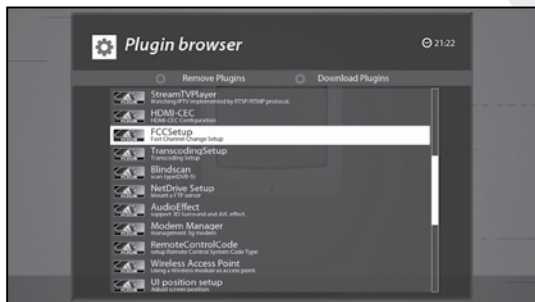 Plugin browser
21:22
Remove Plugins Download Plugins
StreamTVPlayer
Watching IPTV implemented by RTSP/RTMP protocol.
HDMI-CEC
HDMI-CEC Configuration
FCCSetup
Fast Channel Change Setup
TranscodingSetup
Transcoding Setup
Blindscan
scan type(DVB-S)
NetDrive Setup
Mount a FTP server
AudioEffect
support 3D Surround and AVL effect
Modem Manager
management 3g modem
RemoteControlCode
setup Remote Control System Code Type
Wireless Access Point
Using a Wireless module as access point.
UI position setup
Adjust screen position